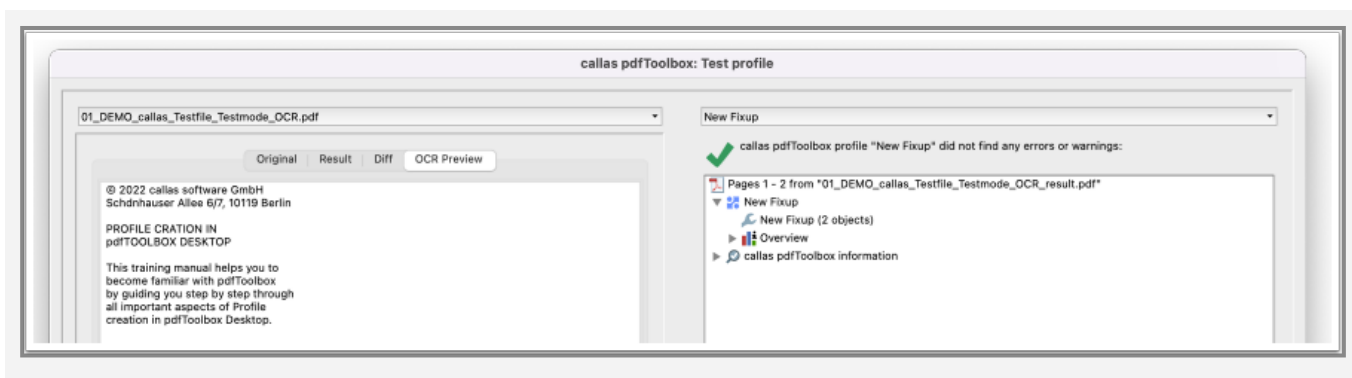 callas pdfToolbox: Test profile
01_DEMO_callas_Testfile_Testmode_OCR.pdf
Original Result Diff OCR Preview
© 2022 callas software GmbH
Schdnhauser Allee 6/7, 10119 Berlin
PROFILE CRATION IN
pdfTOOLBOX DESKTOP
This training manual helps you to
become familiar with pdfToolbox
by guiding you step by step through
all important aspects of Profile
creation in pdfToolbox Desktop.
New Fixup
callas pdfToolbox profile "New Fixup" did not find any errors or warnings:
Pages 1 - 2 from "01_DEMO_callas_Testfile_Testmode_OCR_result.pdf"
New Fixup
New Fixup (2 objects)
Overview
callas pdfToolbox information